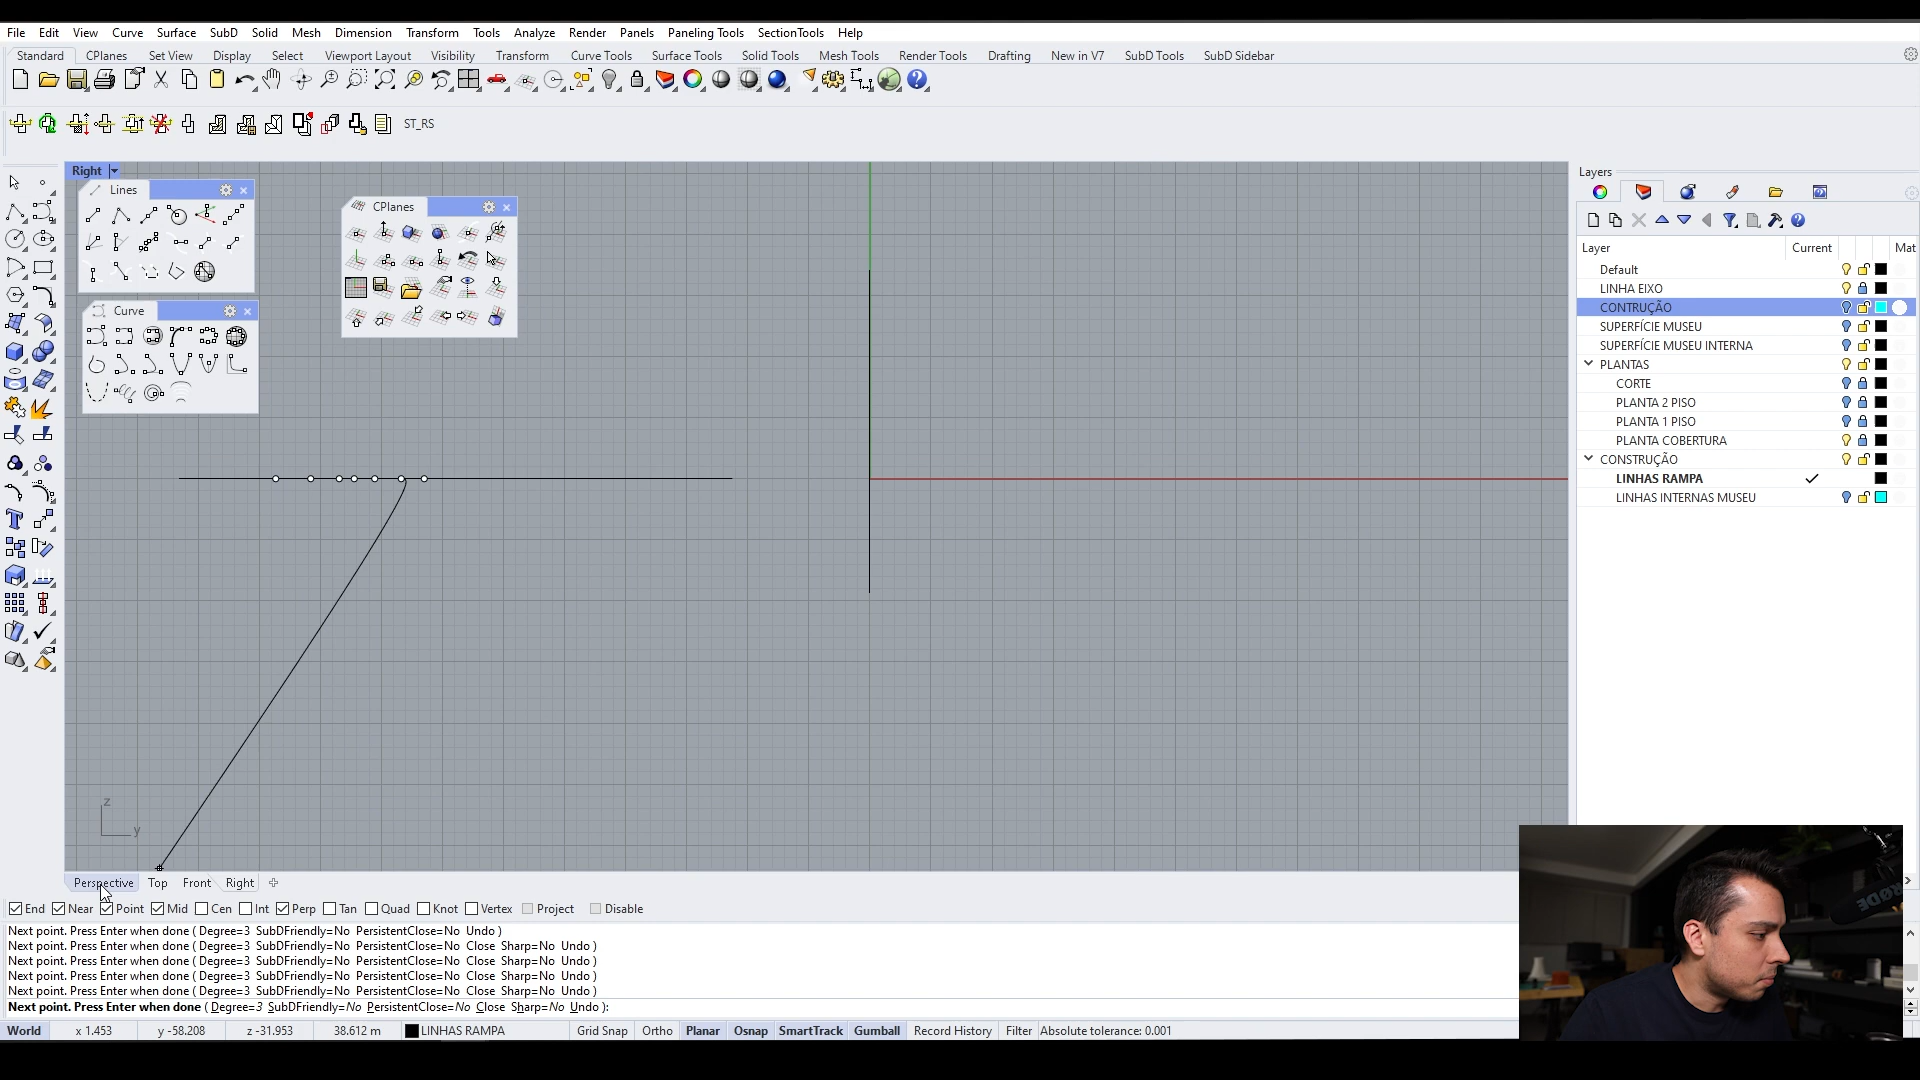 File Edit View Curve Surface SubD Solid Mesh Dimension Transform Tools Analyze Render Panels Paneling Tools SectionTools Help
Standard CPlanes Set View Display Select Viewport Layout Visibility Transform Curve Tools Surface Tools Solid Tools Mesh Tools Render Tools Drafting New in V7 SubD Tools SubD Sidebar
ST_RS
Right
Lines
CPlanes
Curve
z
y
Layers
Layer Current Mat
Default
LINHA EIXO
CONTRUÇÃO
SUPERFÍCIE MUSEU
SUPERFÍCIE MUSEU INTERNA
PLANTAS
CORTE
PLANTA 2 PISO
PLANTA 1 PISO
PLANTA COBERTURA
CONSTRUÇÃO
LINHAS RAMPA
LINHAS INTERNAS MUSEU
RØDE
Perspective Top Front Right
End Near Point Mid Cen Int Perp Tan Quad Knot Vertex Project Disable
Next point. Press Enter when done ( Degree=3 SubDFriendly=No PersistentClose=No Undo )
Next point. Press Enter when done ( Degree=3 SubDFriendly=No PersistentClose=No Close Sharp=No Undo )
Next point. Press Enter when done ( Degree=3 SubDFriendly=No PersistentClose=No Close Sharp=No Undo )
Next point. Press Enter when done ( Degree=3 SubDFriendly=No PersistentClose=No Close Sharp=No Undo )
Next point. Press Enter when done ( Degree=3 SubDFriendly=No PersistentClose=No Close Sharp=No Undo )
Next point. Press Enter when done ( Degree=3 SubDFriendly=No PersistentClose=No Close Sharp=No Undo ):
World x 1.453 y -58.208 z -31.953 38.612 m LINHAS RAMPA Grid Snap Ortho Planar Osnap SmartTrack Gumball Record History Filter Absolute tolerance: 0.001